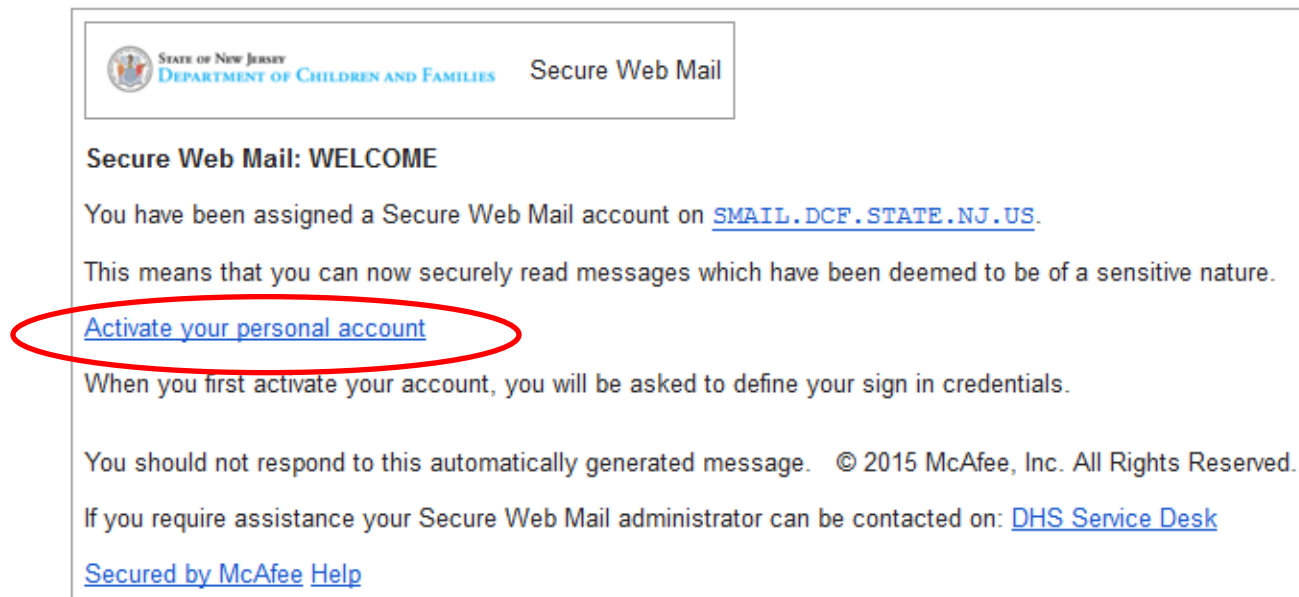 STATE OF NEW JERSEY
DEPARTMENT OF CHILDREN AND FAMILIES Secure Web Mail
Secure Web Mail: WELCOME
You have been assigned a Secure Web Mail account on SMAIL.DCF.STATE.NJ.US.
This means that you can now securely read messages which have been deemed to be of a sensitive nature.
Activate your personal account
When you first activate your account, you will be asked to define your sign in credentials.
You should not respond to this automatically generated message. © 2015 McAfee, Inc. All Rights Reserved.
If you require assistance your Secure Web Mail administrator can be contacted on: DHS Service Desk
Secured by McAfee Help